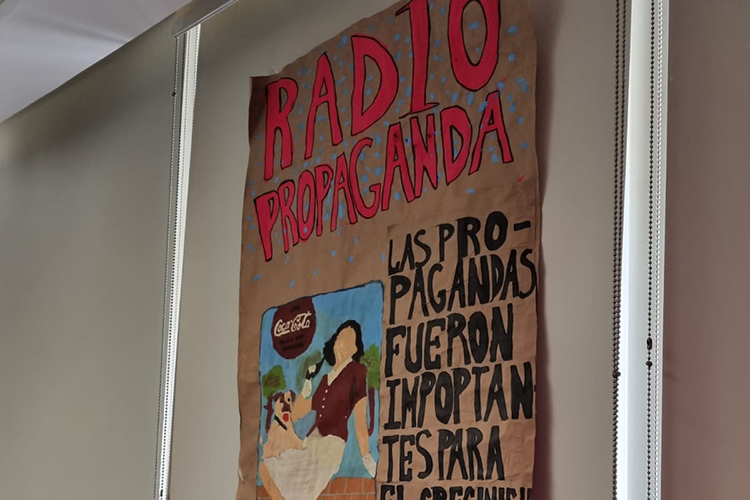 RADIO
PROPAGANDA
LAS PRO-
PAGANDAS
FUERON
IMPOPTAN-
TES PARA
Coca-Cola